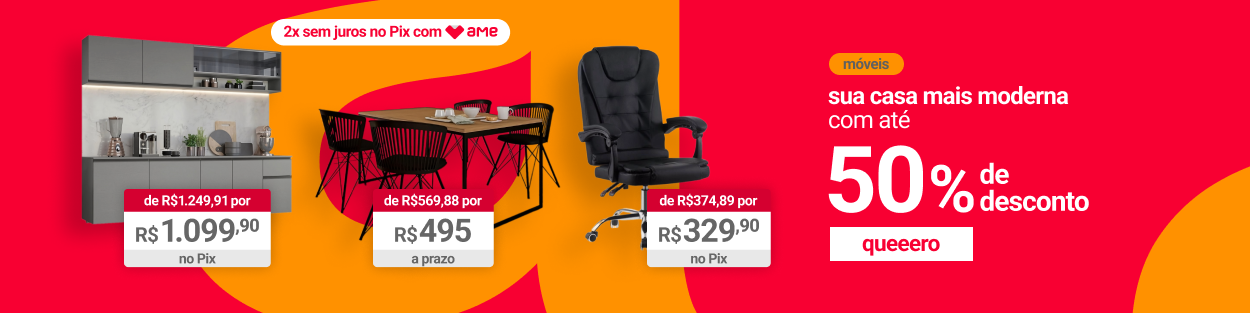 2x sem juros no Pix com ame
de R$1.249,91 por
R$ 1.099,90
no Pix
de R$569,88 por
R$ 495
a prazo
de R$374,89 por
R$ 329,90
no Pix
móveis
sua casa mais moderna
com até
50% de
desconto
queeero